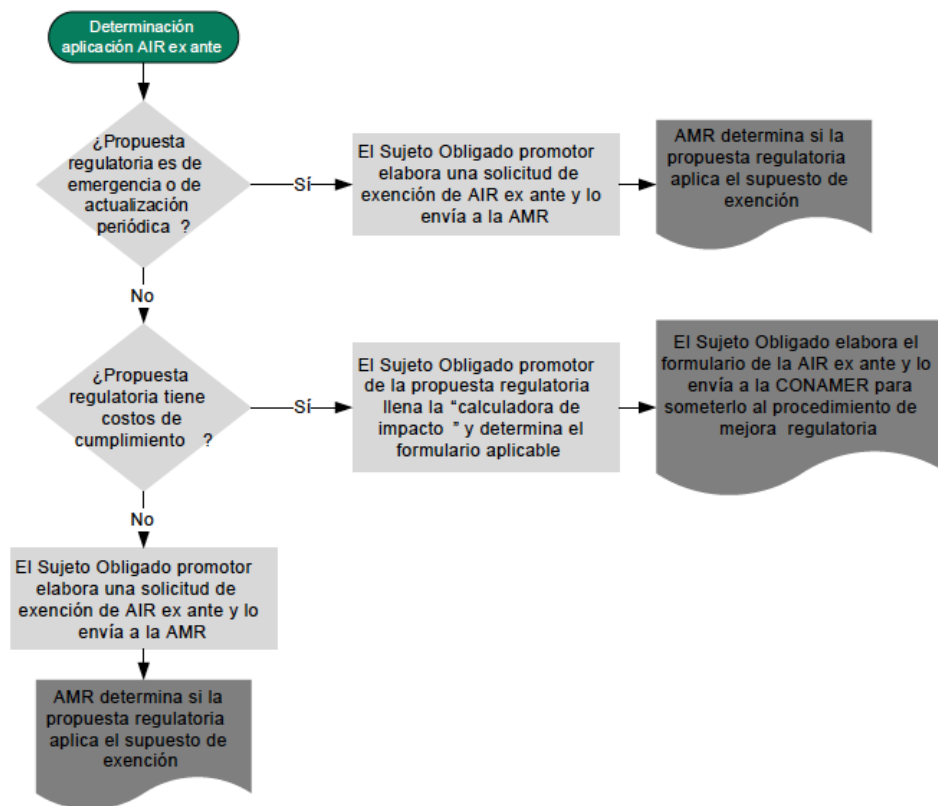 Determinación
aplicación AIR ex ante
¿Propuesta
regulatoria es de
emergencia o de
actualización
periódica ?
Sí
El Sujeto Obligado promotor
elabora una solicitud de
exención de AIR ex ante y lo
envía a la AMR
AMR determina si la
propuesta regulatoria
aplica el supuesto de
exención
No
¿Propuesta
regulatoria tiene
costos de
cumplimiento ?
Sí
El Sujeto Obligado promotor
de la propuesta regulatoria
llena la “calculadora de
impacto ” y determina el
formulario aplicable
El Sujeto Obligado elabora el
formulario de la AIR ex ante y lo
envía a la CONAMER para
someterlo al procedimiento de
mejora regulatoria
No
El Sujeto Obligado promotor
elabora una solicitud de
exención de AIR ex ante y lo
envía a la AMR
AMR determina si la
propuesta regulatoria
aplica el supuesto de
exención